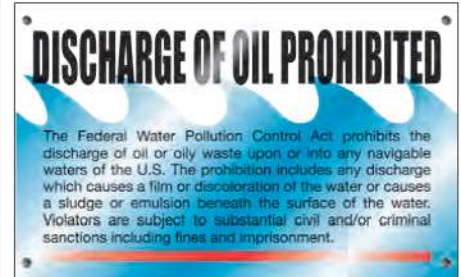 DISCHARGE OF OIL PROHIBITED
The Federal Water Pollution Control Act prohibits the
discharge of oil or oily waste upon or into any navigable
waters of the U.S. The prohibition includes any discharge
which causes a film or discoloration of the water or causes
a sludge or emulsion beneath the surface of the water.
Violators are subject to substantial civil and/or criminal
sanctions including fines and imprisonment.